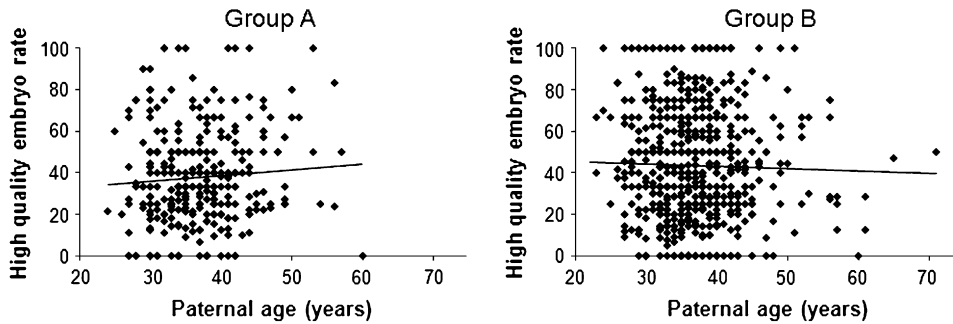 Group A
High quality embryo rate
100
80
60
40
20
0
20 30 40 50 60 70
Paternal age (years)
Group B
High quality embryo rate
100
80
60
40
20
0
20 30 40 50 60 70
Paternal age (years)